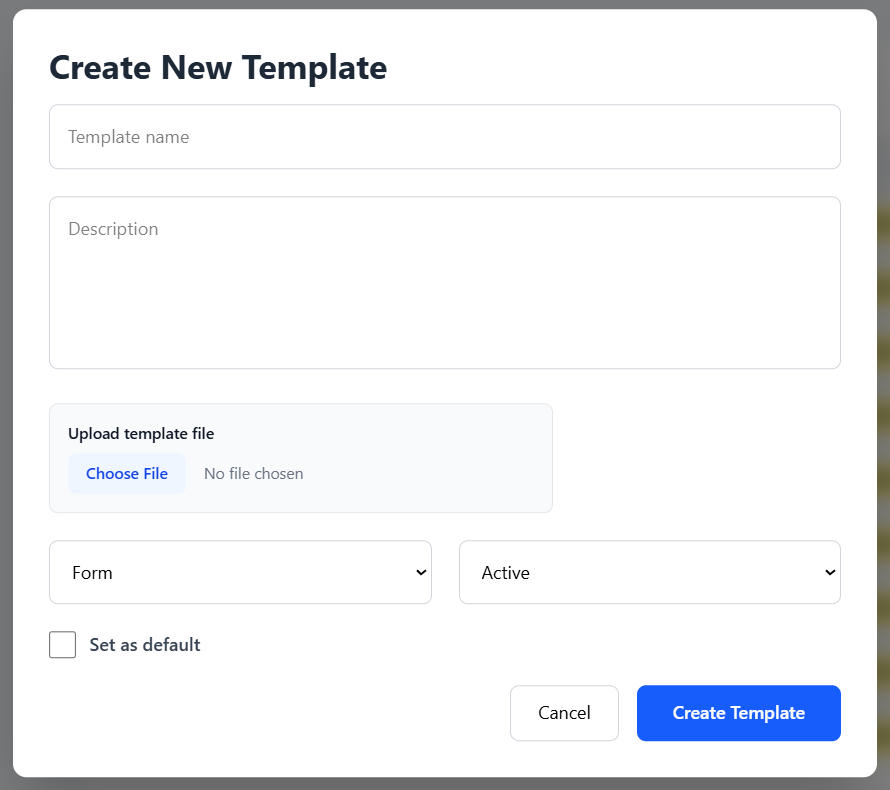 Create New Template
Template name
Description
Upload template file
Choose File No file chosen
Form Active
Set as default
Cancel Create Template